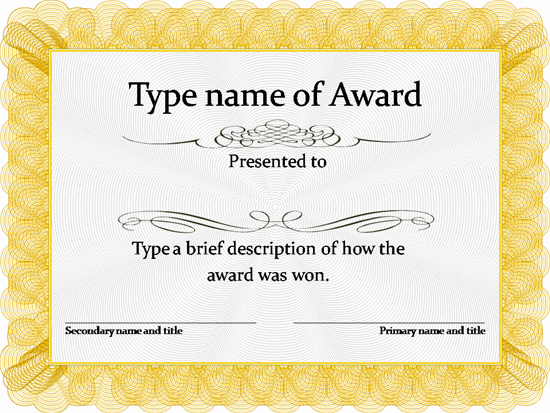 Type name of Award
Presented to
Type a brief description of how the
award was won.
Secondary name and title
Primary name and title